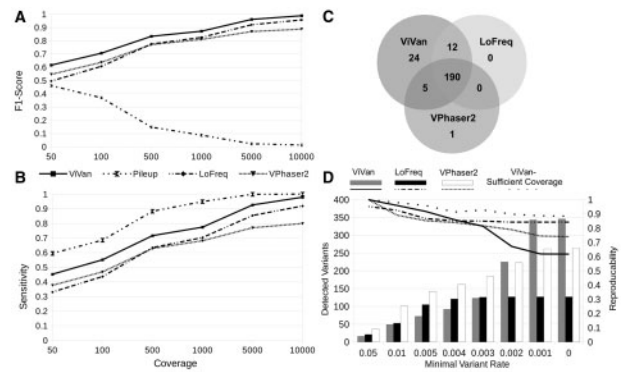 A
F1-Score
1
0.9
0.8
0.7
0.6
0.5
0.4
0.3
0.2
0.1
0
50 100 500 1000 5000 10000
ViVan Pileup LoFreq VPhaser2
B
Sensitivity
1
0.9
0.8
0.7
0.6
0.5
0.4
0.3
0.2
0.1
0
50 100 500 1000 5000 10000
Coverage
C
ViVan
24
12
LoFreq
0
190
5
0
VPhaser2
1
D
ViVan LoFreq VPhaser2 ViVan-
Sufficient Coverage
Detected Variants
400
350
300
250
200
150
100
50
0
1
0.9
0.8
0.7
0.6
0.5
0.4
0.3
0.2
0.1
0
Reproducability
0.05 0.01 0.005 0.004 0.003 0.002 0.001 0
Minimal Variant Rate